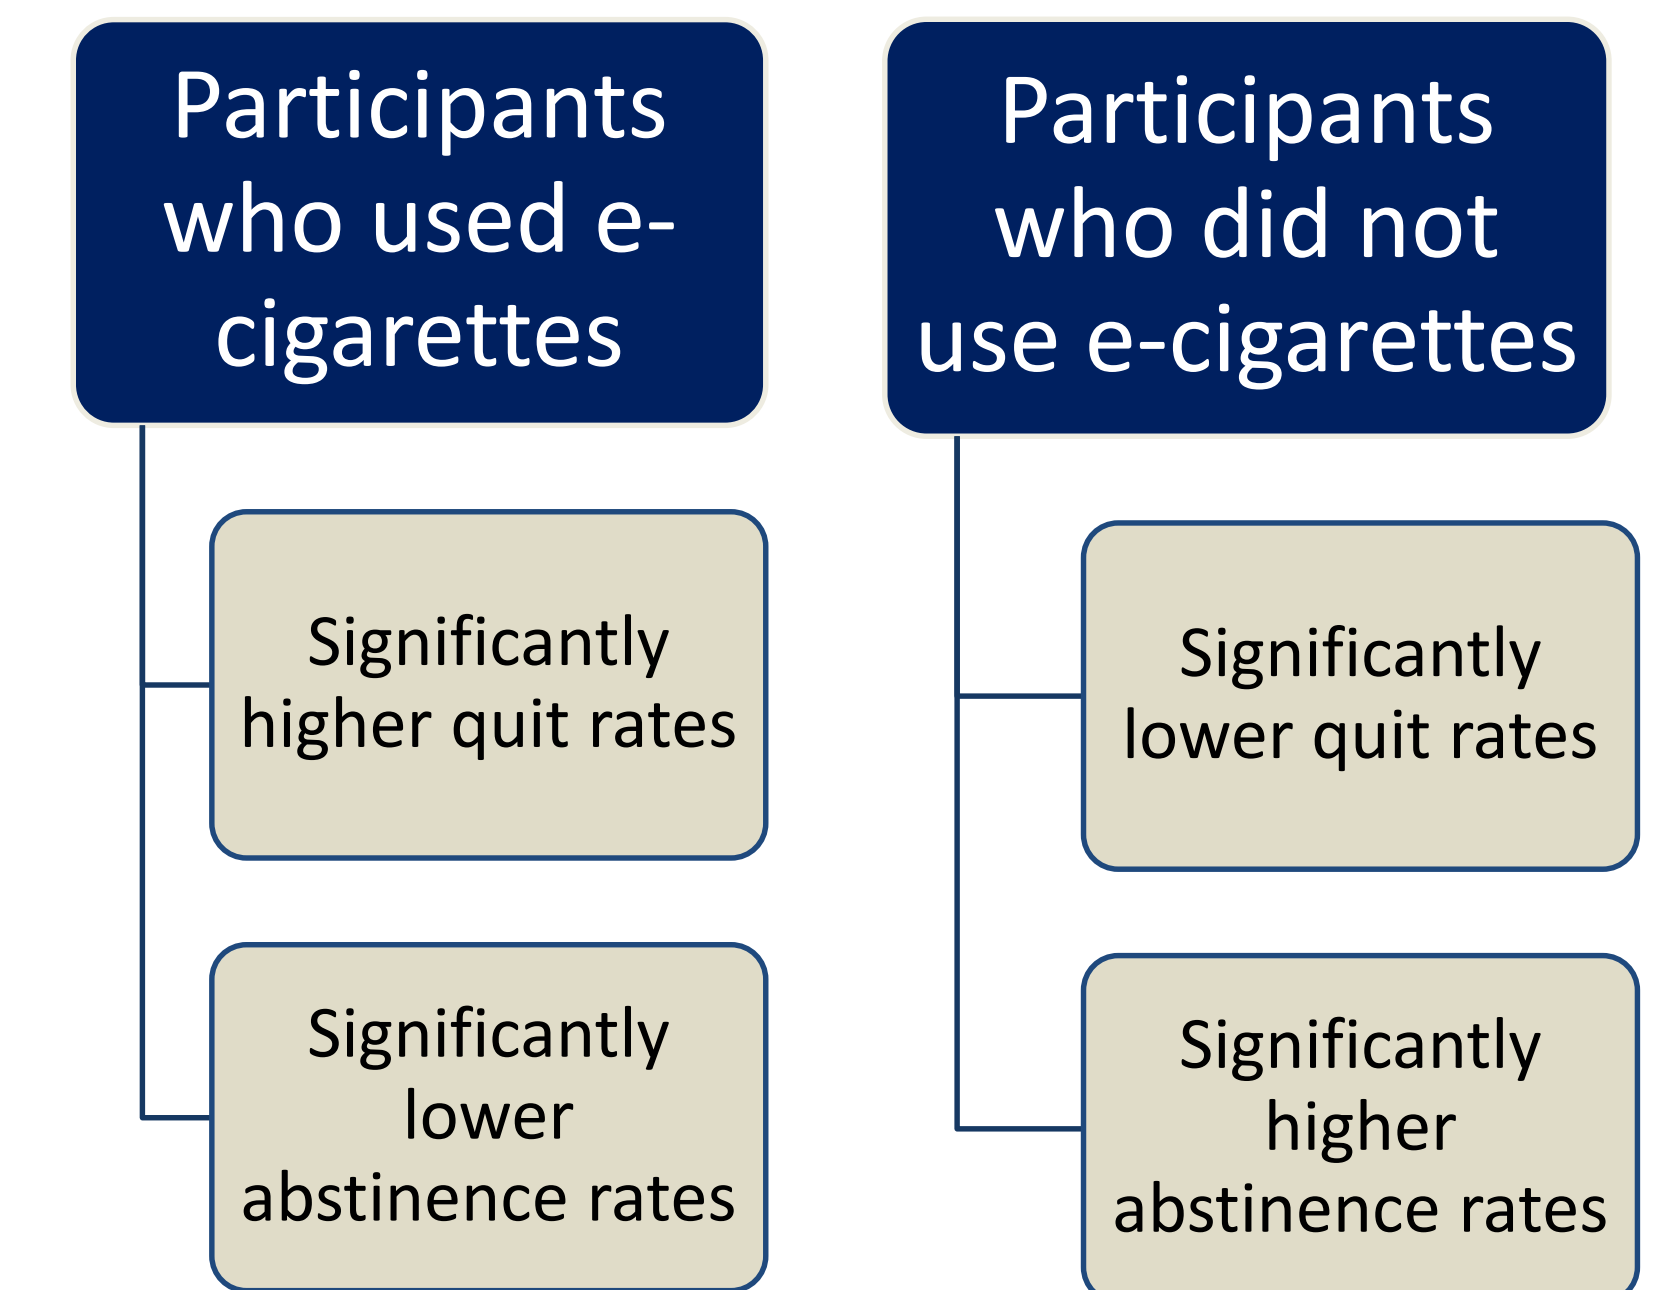 Participants
who used e-
cigarettes
Significantly
higher quit rates
Significantly
lower
abstinence rates
Participants
who did not
use e-cigarettes
Significantly
lower quit rates
Significantly
higher
abstinence rates